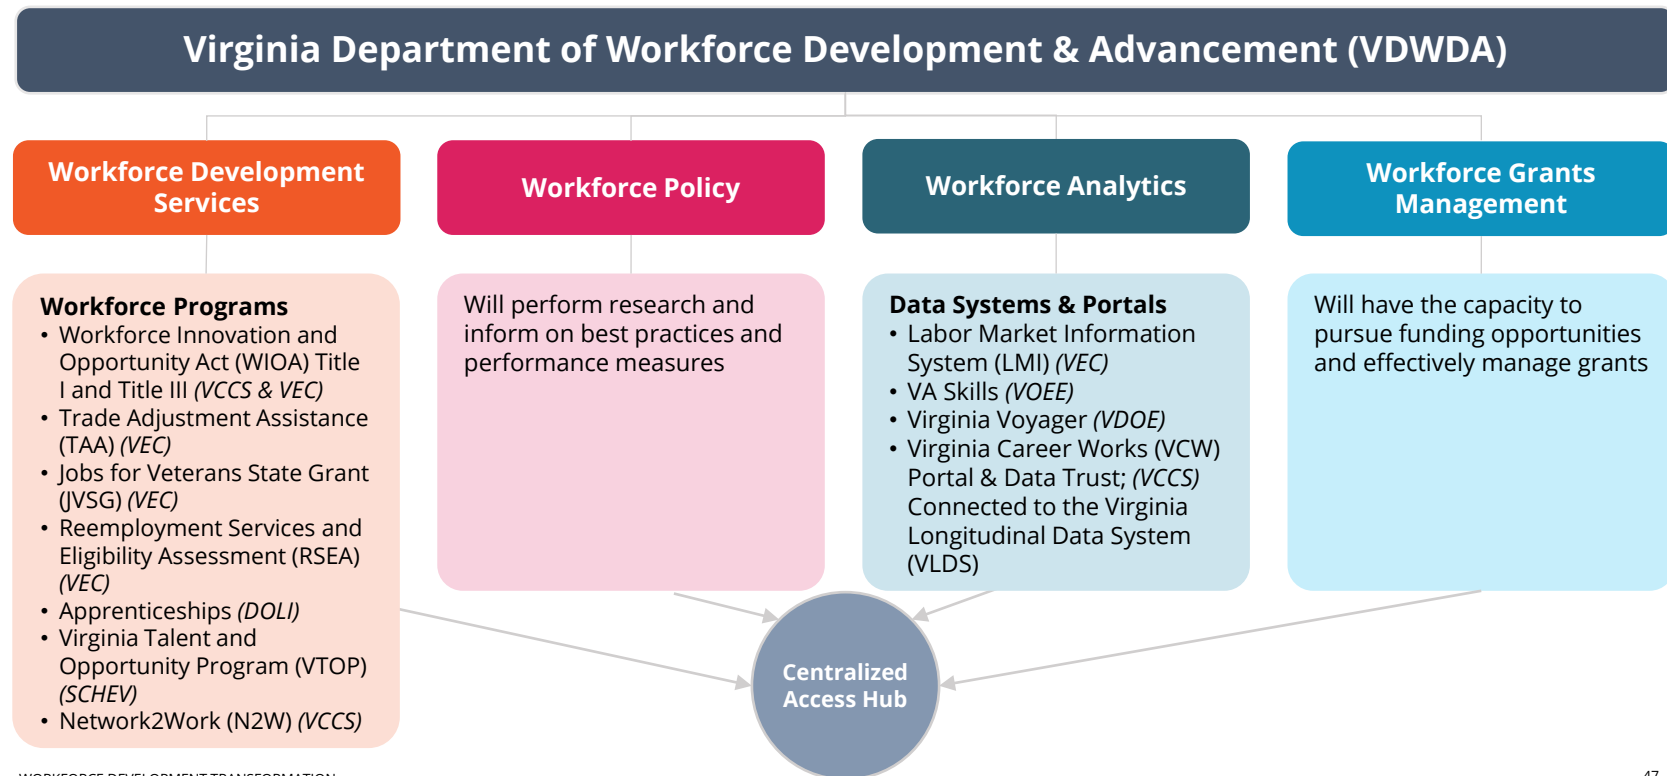 Virginia Department of Workforce Development & Advancement (VDWDA)
Workforce Development
Services
Workforce Policy
Workforce Analytics
Workforce Grants
Management
Workforce Programs
• Workforce Innovation and
Opportunity Act (WIOA) Title
I and Title III (VCCS & VEC)
• Trade Adjustment Assistance
(TAA) (VEC)
• Jobs for Veterans State Grant
(JVSG) (VEC)
• Reemployment Services and
Eligibility Assessment (RSEA)
(VEC)
• Apprenticeships (DOLI)
• Virginia Talent and
Opportunity Program (VTOP)
(SCHEV)
• Network2Work (N2W) (VCCS)
Will perform research and
inform on best practices and
performance measures
Data Systems & Portals
• Labor Market Information
System (LMI) (VEC)
• VA Skills (VOEE)
• Virginia Voyager (VDOE)
• Virginia Career Works (VCW)
Portal & Data Trust; (VCCS)
Connected to the Virginia
Longitudinal Data System
(VLDS)
Will have the capacity to
pursue funding opportunities
and effectively manage grants
Centralized
Access Hub
WORKFORCE DEVELOPMENT TRANSFORMATION
47